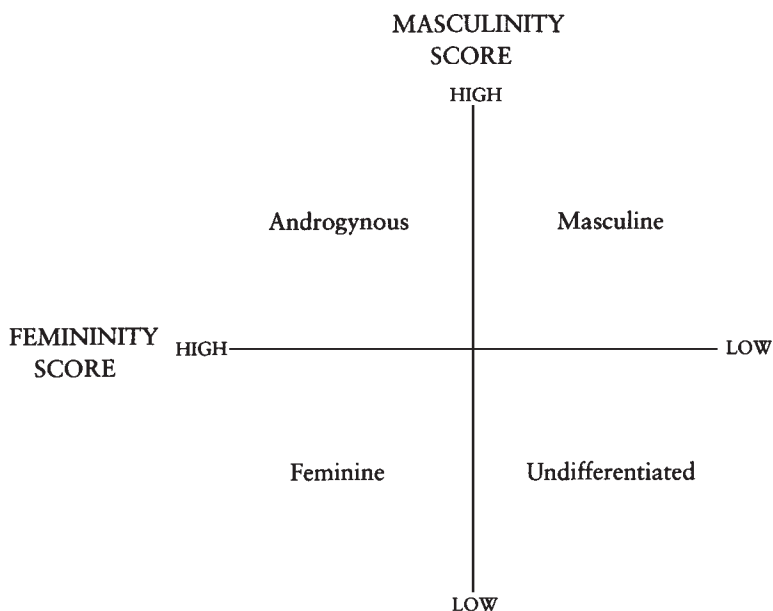 MASCULINITY
SCORE
HIGH
Androgynous
Masculine
FEMININITY
SCORE
HIGH
LOW
Feminine
Undifferentiated
LOW